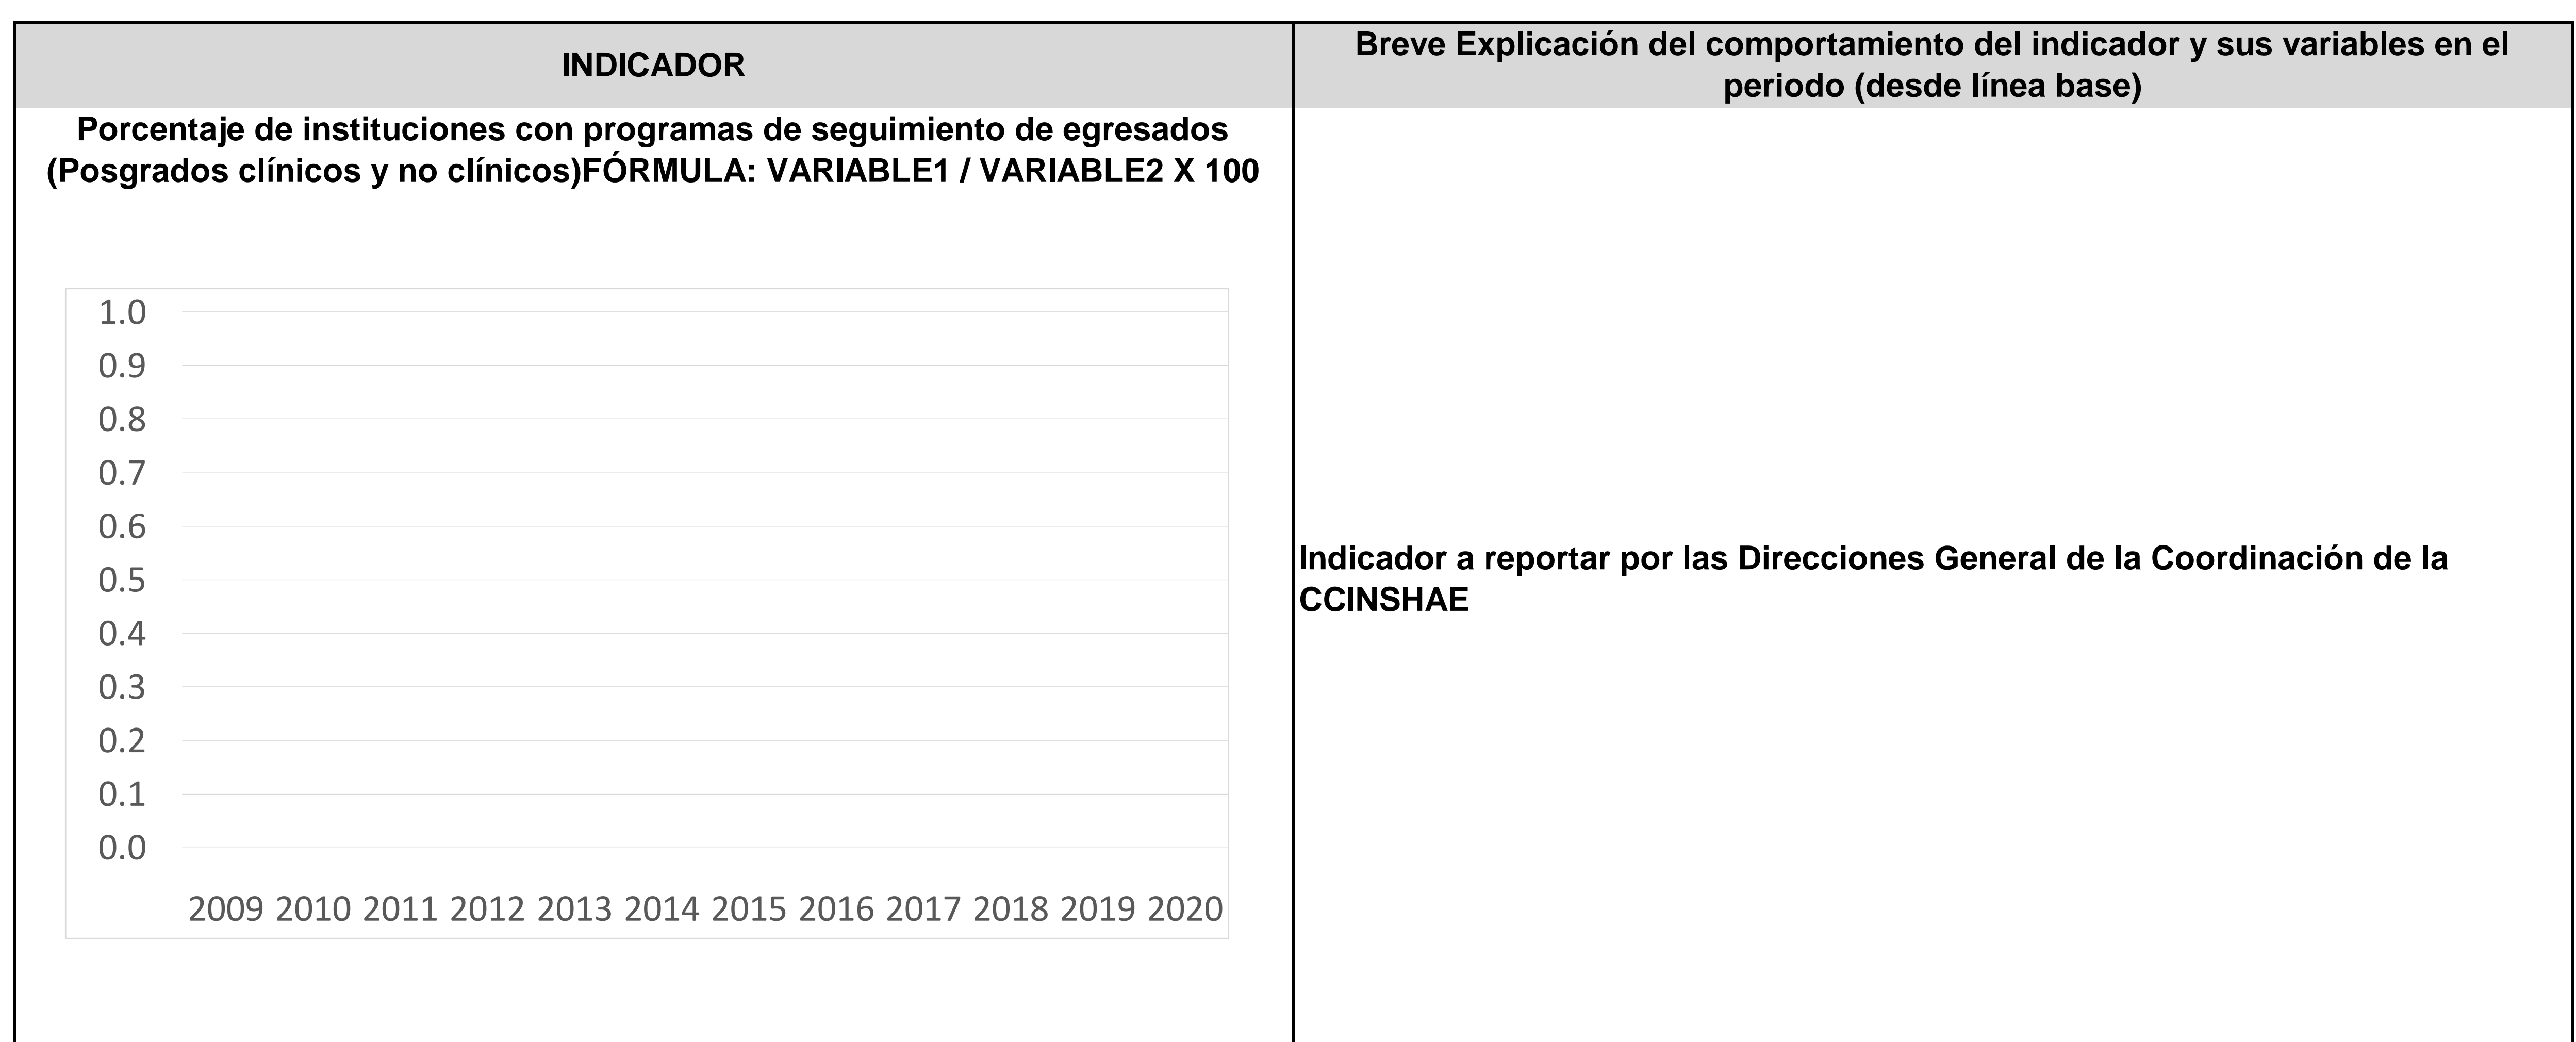 INDICADOR
Breve Explicación del comportamiento del indicador y sus variables en el
periodo (desde línea base)
Porcentaje de instituciones con programas de seguimiento de egresados
(Posgrados clínicos y no clínicos)FÓRMULA: VARIABLE1 / VARIABLE2 X 100
1.0
0.9
0.8
0.7
0.6
0.5
0.4
0.3
0.2
0.1
0.0
2009 2010 2011 2012 2013 2014 2015 2016 2017 2018 2019 2020
Indicador a reportar por las Direcciones General de la Coordinación de la
CCINSHAE